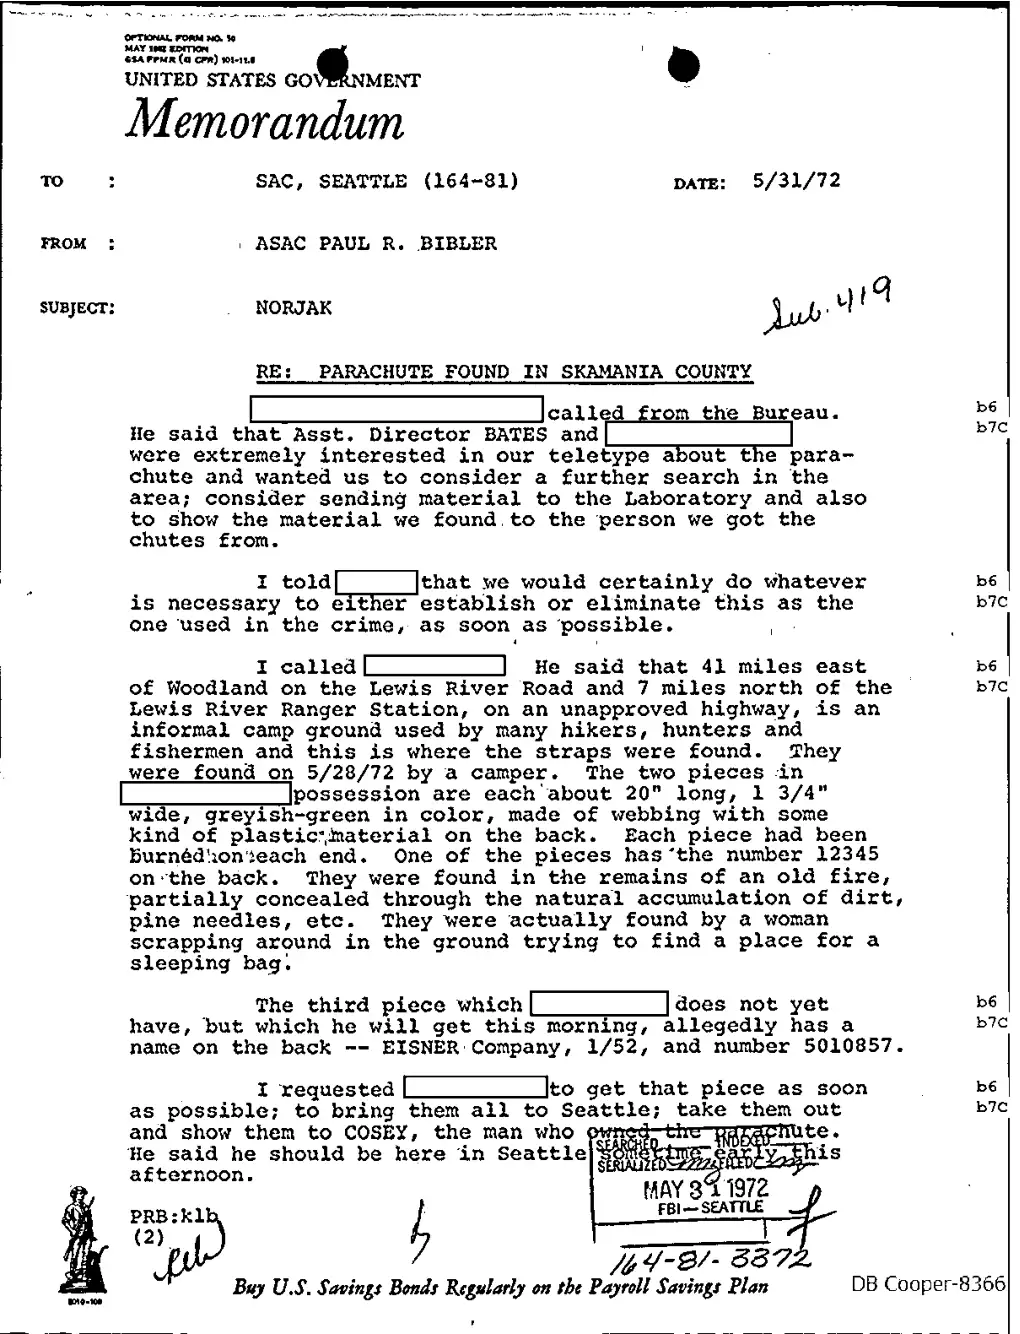 OPTIONAL FORM NO. 10
MAY 1962 EDITION
GSA FPMR (41 CFR) 101-11.6
UNITED STATES GOVERNMENT
Memorandum
TO : SAC, SEATTLE (164-81) DATE: 5/31/72
FROM : ASAC PAUL R. BIBLER
SUBJECT: NORJAK
Sub. 419
RE: PARACHUTE FOUND IN SKAMANIA COUNTY
called from the Bureau. b6
He said that Asst. Director BATES and b7C
were extremely interested in our teletype about the para-
chute and wanted us to consider a further search in the
area; consider sending material to the Laboratory and also
to show the material we found to the person we got the
chutes from.
I told that we would certainly do whatever b6
is necessary to either establish or eliminate this as the b7C
one used in the crime, as soon as possible.
I called He said that 41 miles east b6
of Woodland on the Lewis River Road and 7 miles north of the b7C
Lewis River Ranger Station, on an unapproved highway, is an
informal camp ground used by many hikers, hunters and
fishermen and this is where the straps were found. They
were found on 5/28/72 by a camper. The two pieces in
possession are each about 20" long, 1 3/4"
wide, greyish-green in color, made of webbing with some
kind of plastic material on the back. Each piece had been
burned on each end. One of the pieces has the number 12345
on the back. They were found in the remains of an old fire,
partially concealed through the natural accumulation of dirt,
pine needles, etc. They were actually found by a woman
scrapping around in the ground trying to find a place for a
sleeping bag.
The third piece which does not yet b6
have, but which he will get this morning, allegedly has a b7C
name on the back -- EISNER Company, 1/52, and number 5010857.
I requested to get that piece as soon b6
as possible; to bring them all to Seattle; take them out b7C
and show them to COSEY, the man who owned the parachute.
He said he should be here in Seattle sometime early this
afternoon.
SEARCHED INDEXED
SERIALIZED FILED
MAY 31 1972
FBI-SEATTLE
PRB:klb
(2)
164-81-3372
Buy U.S. Savings Bonds Regularly on the Payroll Savings Plan
5010-108
DB Cooper-8366